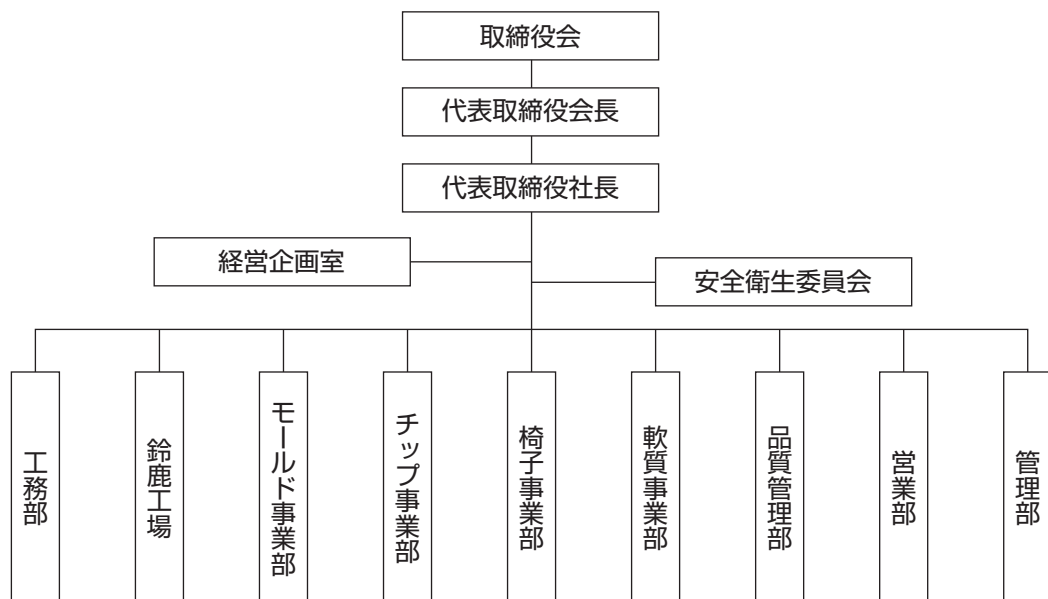 取締役会
代表取締役会長
代表取締役社長
経営企画室
安全衛生委員会
工務部
鈴鹿工場
モールド事業部
チップ事業部
椅子事業部
軟質事業部
品質管理部
営業部
管理部